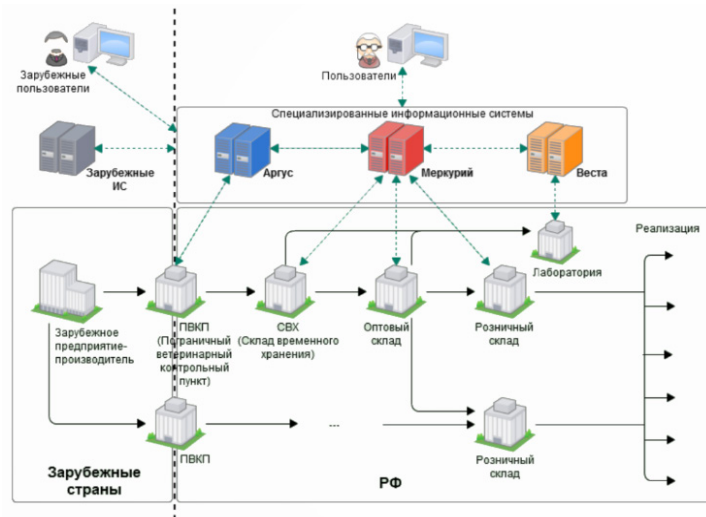 Зарубежные
пользователи
Пользователи
Специализированные информационные системы
Зарубежные
ИС
Аргус
Меркурий
Веста
Реализация
Лаборатория
Зарубежное
предприятие-
производитель
ПВКП
(Пограничный
ветеринарный
контрольный
пункт)
СВХ
(Склад временного
хранения)
Оптовый
склад
Розничный
склад
ПВКП
...
Розничный
склад
Зарубежные
страны
РФ